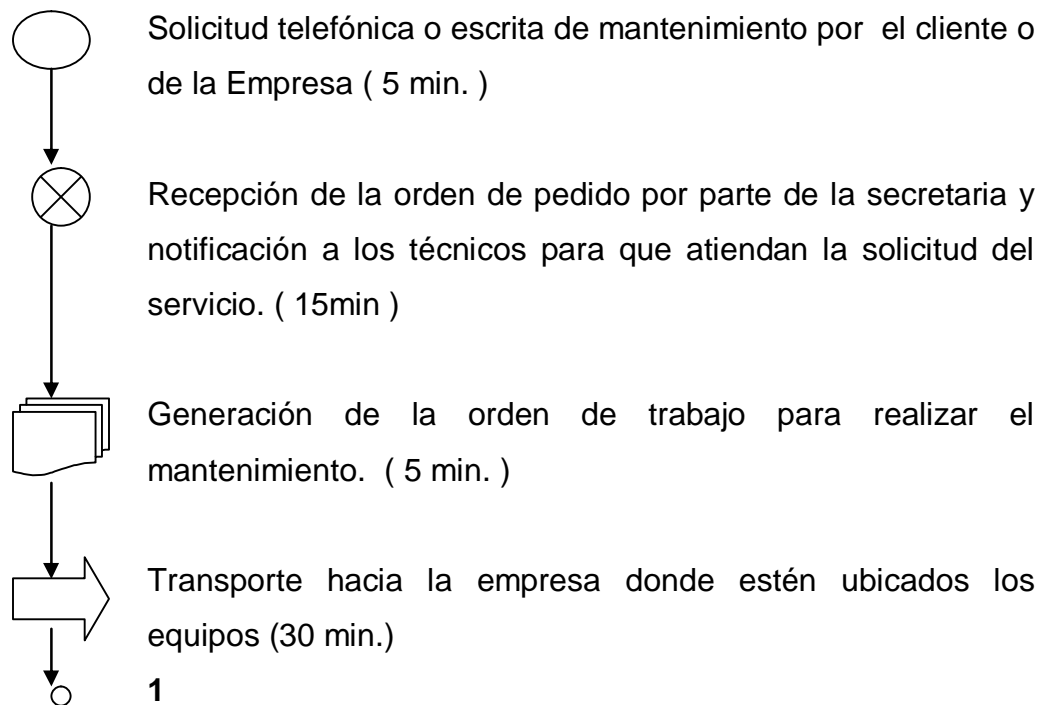 Solicitud telefónica o escrita de mantenimiento por el cliente o
de la Empresa ( 5 min. )
Recepción de la orden de pedido por parte de la secretaria y
notificación a los técnicos para que atiendan la solicitud del
servicio. ( 15min )
Generación de la orden de trabajo para realizar el
mantenimiento. ( 5 min. )
Transporte hacia la empresa donde estén ubicados los
equipos (30 min.)
1